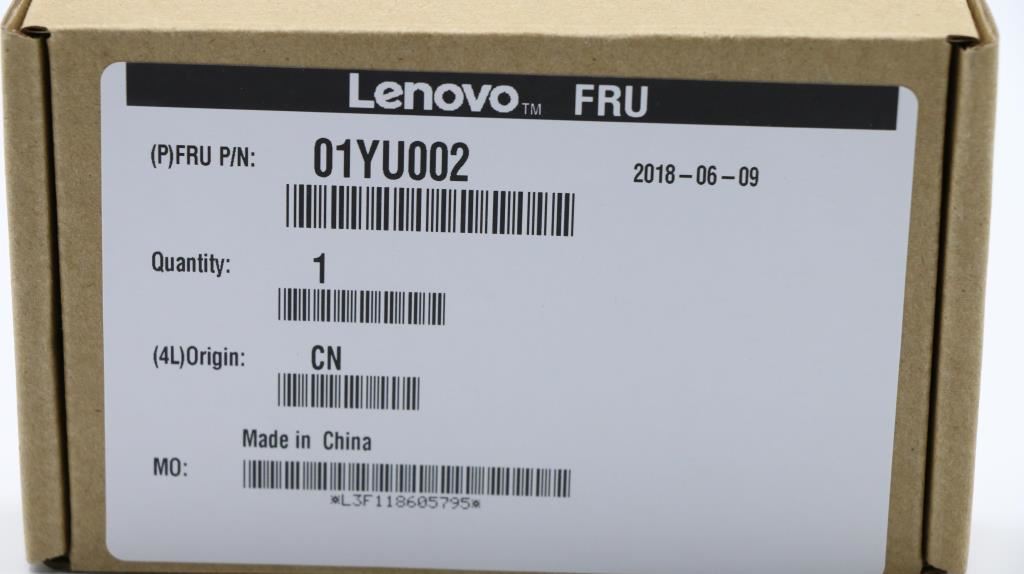 Lenovo™ FRU
(P)FRU P/N: 01YU002 2018-06-09
Quantity: 1
(4L)Origin: CN
Made in China
MO:
*L3F118605795*